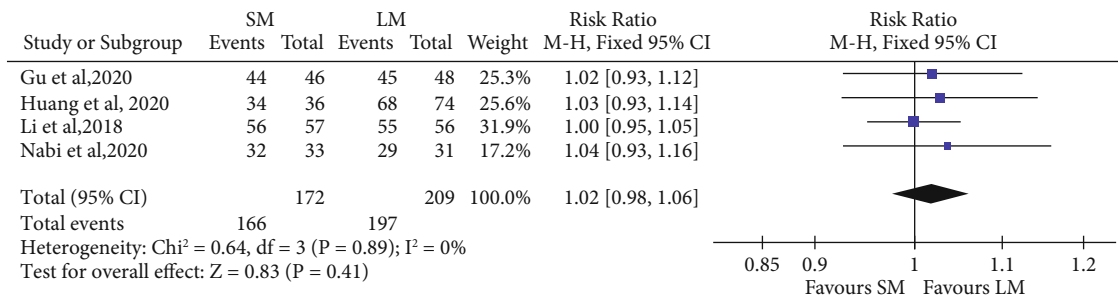 SM LM Risk Ratio Risk Ratio
Study or Subgroup Events Total Events Total Weight M-H, Fixed 95% CI M-H, Fixed 95% CI
Gu et al,2020 44 46 45 48 25.3% 1.02 [0.93, 1.12]
Huang et al, 2020 34 36 68 74 25.6% 1.03 [0.93, 1.14]
Li et al,2018 56 57 55 56 31.9% 1.00 [0.95, 1.05]
Nabi et al,2020 32 33 29 31 17.2% 1.04 [0.93, 1.16]
Total (95% CI) 172 209 100.0% 1.02 [0.98, 1.06]
Total events 166 197
Heterogeneity: Chi² = 0.64, df = 3 (P = 0.89); I² = 0%
Test for overall effect: Z = 0.83 (P = 0.41)
0.85 0.9 1 1.1 1.2
Favours SM Favours LM